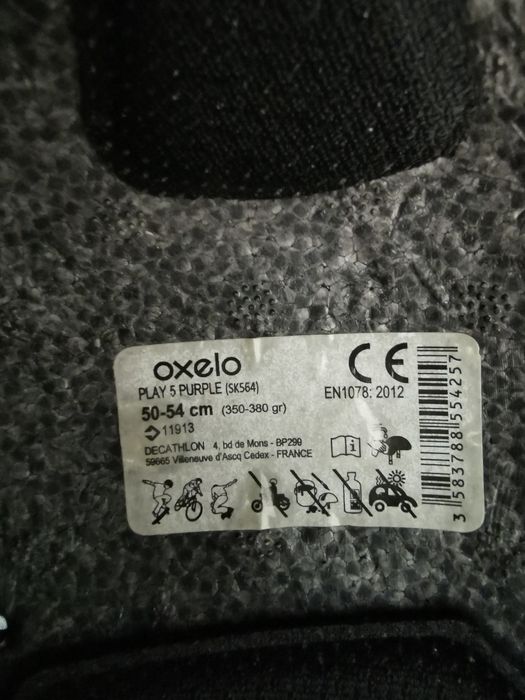 oxelo
CE
PLAY 5 PURPLE (SK564)
EN1078: 2012
50-54 cm (350-380 gr)
11913
DECATHLON 4, bd de Mons - BP299
59665 Villeneuve d'Ascq Cedex - FRANCE
i
3 583788 554257